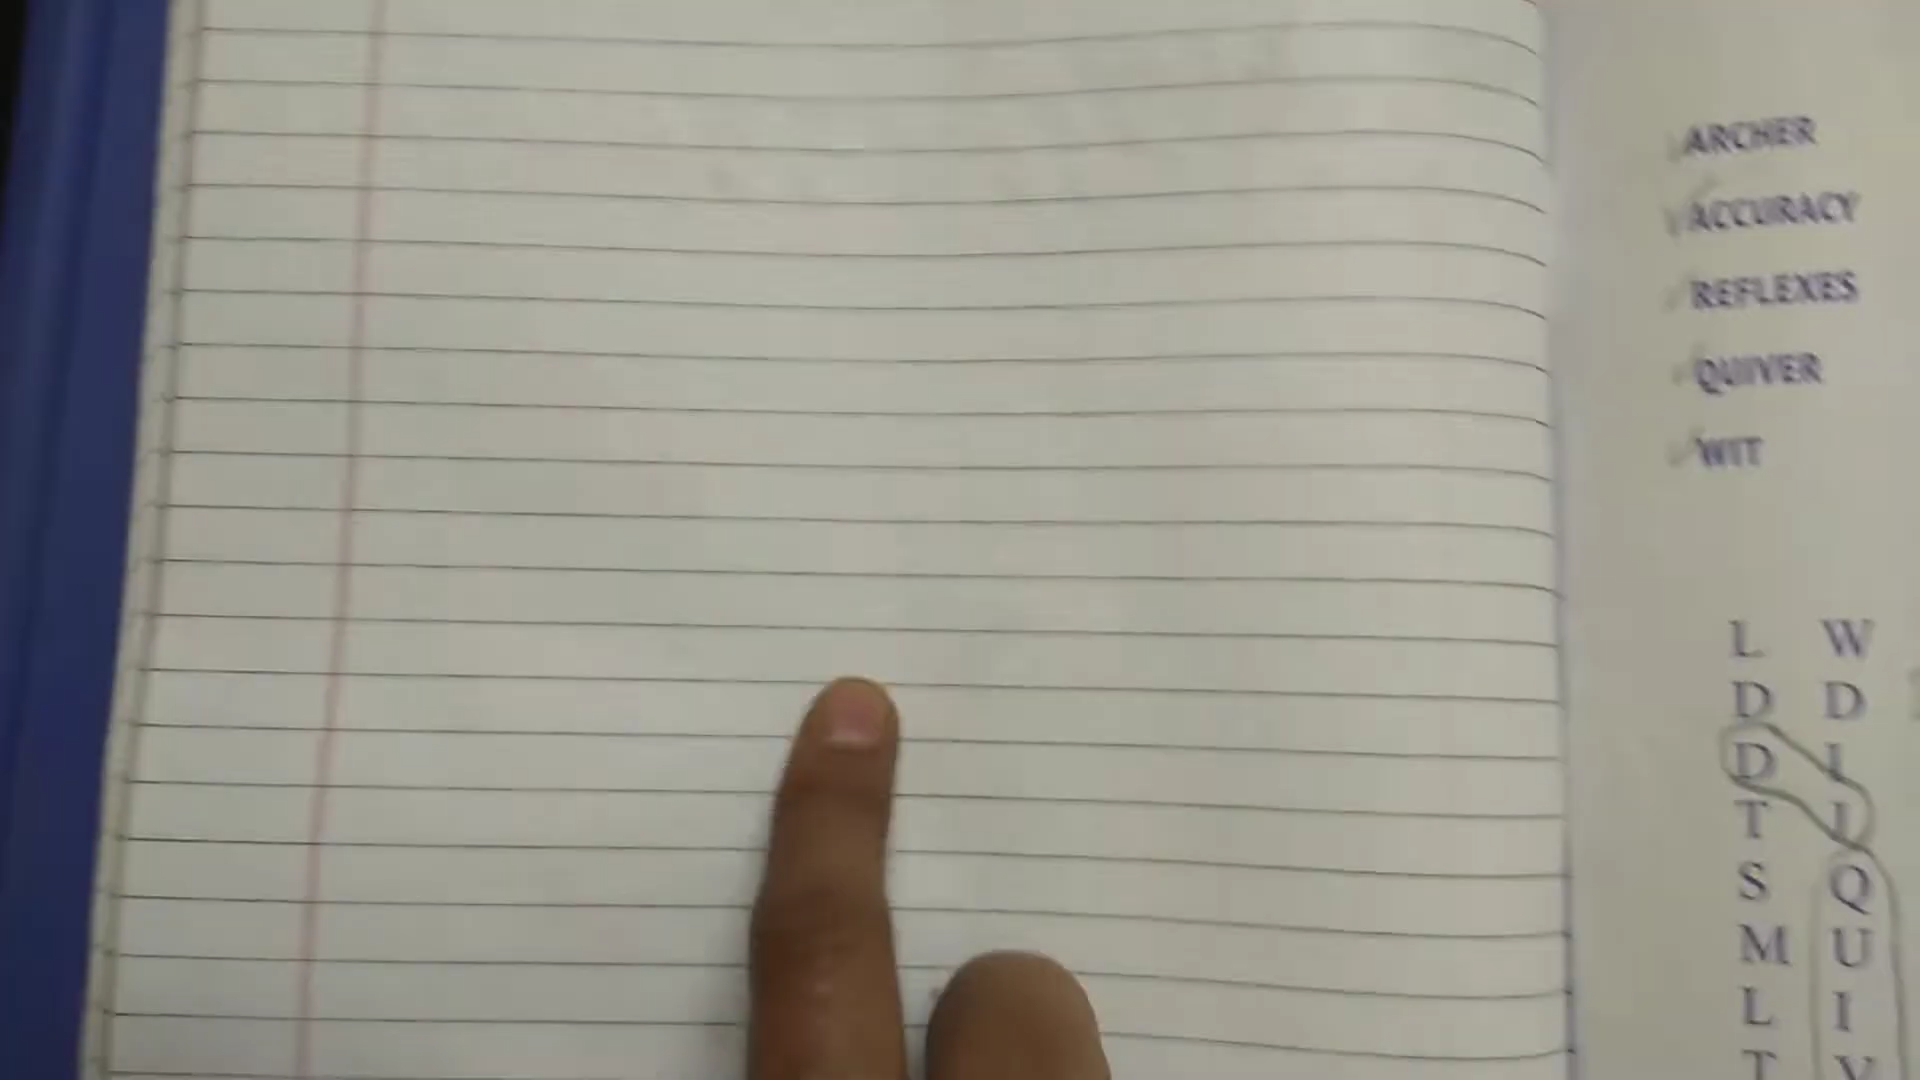 ARCHER
ACCURACY
REFLEXES
QUIVER
WIT
L W
D D
D I
T I
S Q
M U
L I
T V